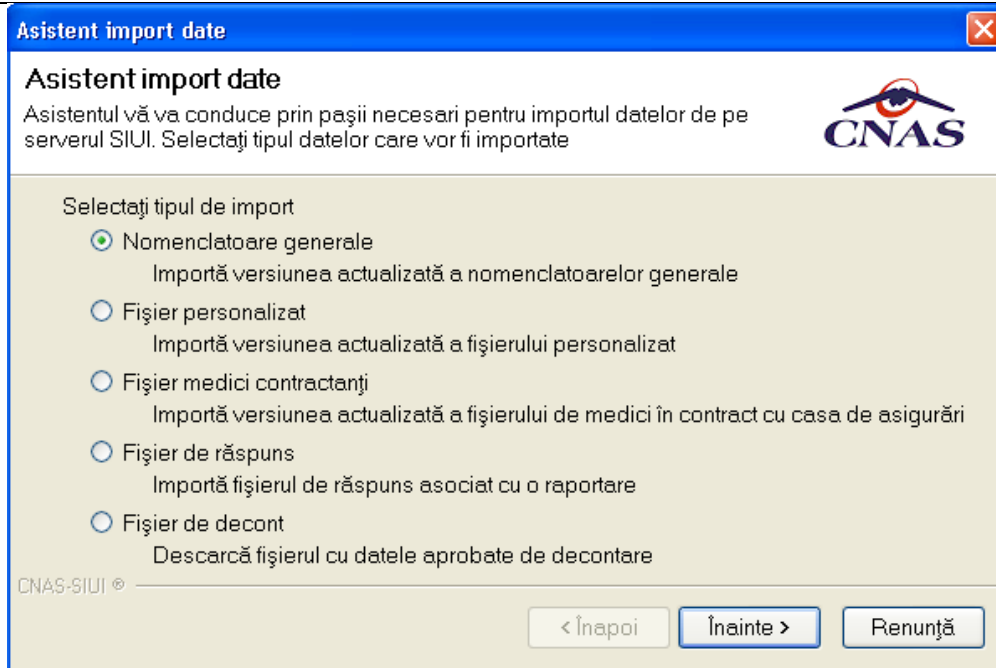 Asistent import date
Asistent import date
Asistentul vă va conduce prin paşii necesari pentru importul datelor de pe
serverul SIUI. Selectaţi tipul datelor care vor fi importate
CNAS
Selectaţi tipul de import
Nomenclatoare generale
Importă versiunea actualizată a nomenclatoarelor generale
Fişier personalizat
Importă versiunea actualizată a fişierului personalizat
Fişier medici contractanţi
Importă versiunea actualizată a fişierului de medici în contract cu casa de asigurări
Fişier de răspuns
Importă fişierul de răspuns asociat cu o raportare
Fişier de decont
Descarcă fişierul cu datele aprobate de decontare
CNAS-SIUI ®
< Înapoi
Înainte >
Renunţă